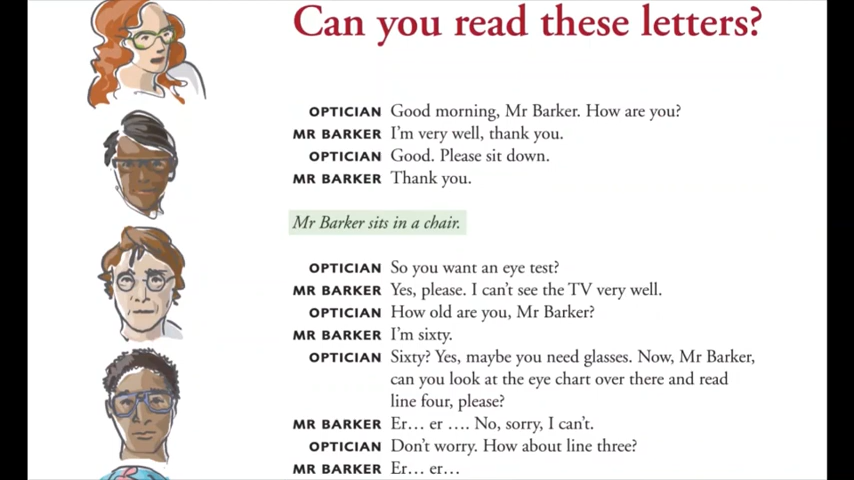 Can you read these letters?
OPTICIAN Good morning, Mr Barker. How are you?
MR BARKER I'm very well, thank you.
OPTICIAN Good. Please sit down.
MR BARKER Thank you.
Mr Barker sits in a chair.
OPTICIAN So you want an eye test?
MR BARKER Yes, please. I can't see the TV very well.
OPTICIAN How old are you, Mr Barker?
MR BARKER I'm sixty.
OPTICIAN Sixty? Yes, maybe you need glasses. Now, Mr Barker,
can you look at the eye chart over there and read
line four, please?
MR BARKER Er… er …. No, sorry, I can't.
OPTICIAN Don't worry. How about line three?
MR BARKER Er… er…